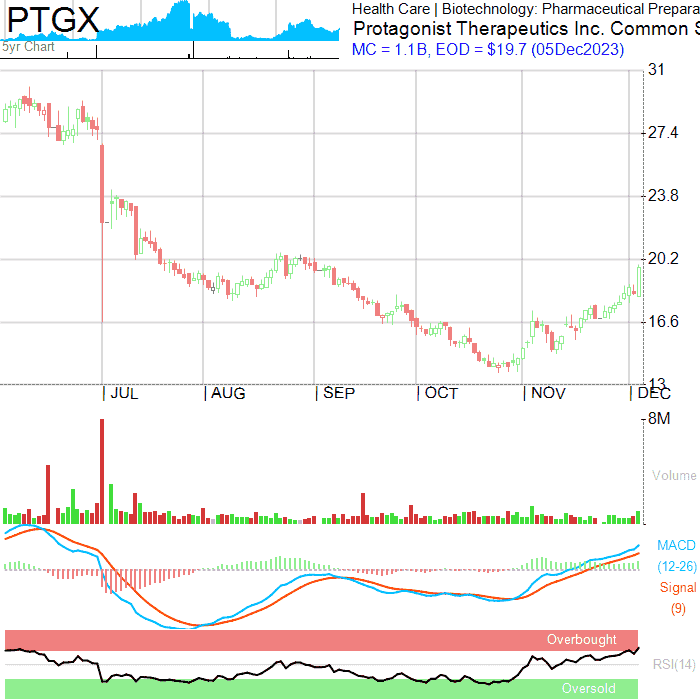 PTGX
5yr Chart
Health Care | Biotechnology: Pharmaceutical Prepara
Protagonist Therapeutics Inc. Common S
MC = 1.1B, EOD = $19.7 (05Dec2023)
31
27.4
23.8
20.2
16.6
13
| JUL | AUG | SEP | OCT | NOV | DEC
8M
Volume
MACD
(12-26)
Signal
(9)
Overbought
RSI(14)
Oversold